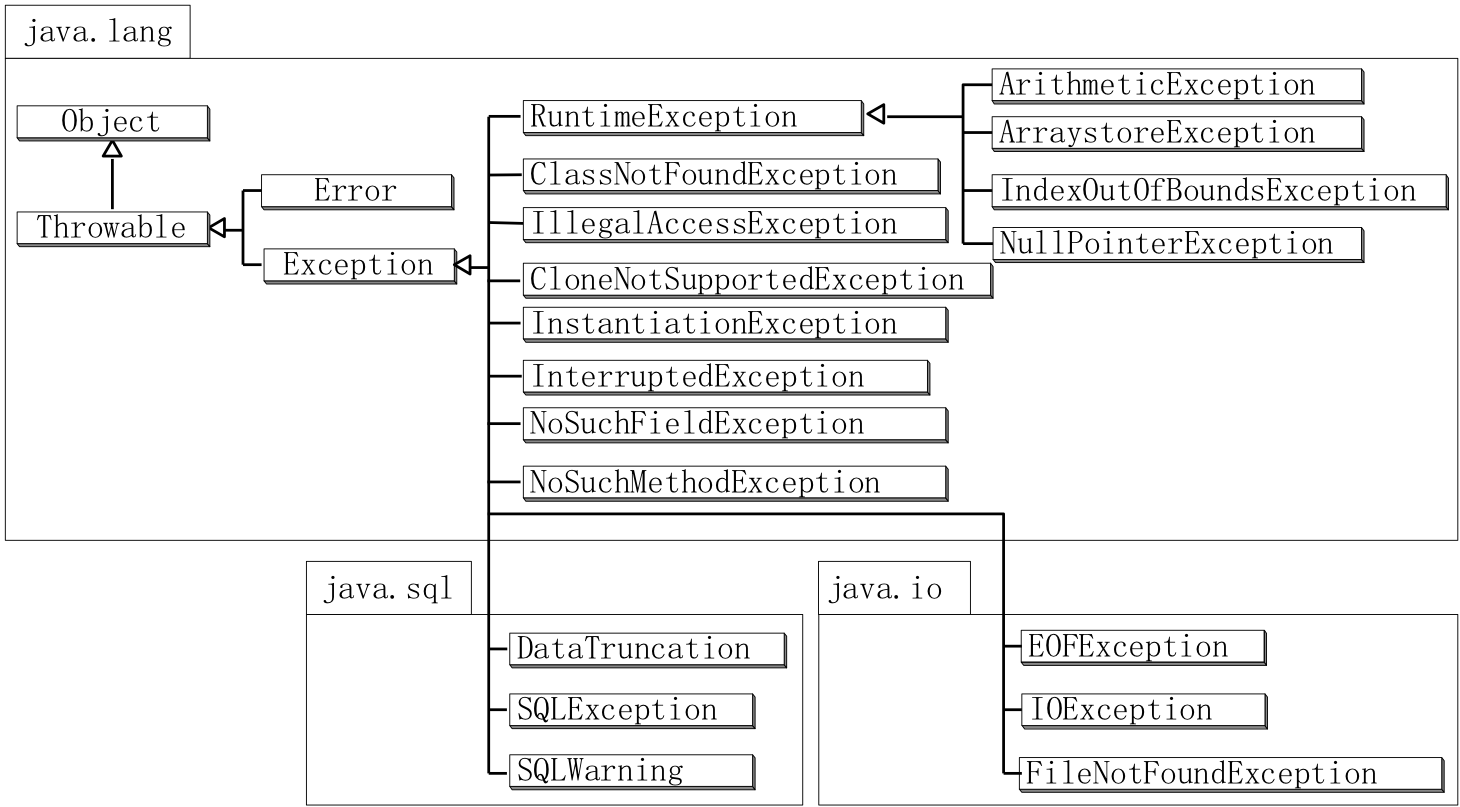 java.lang
Object
Throwable
Error
Exception
RuntimeException
ClassNotFoundException
IllegalAccessException
CloneNotSupportedException
InstantiationException
InterruptedException
NoSuchFieldException
NoSuchMethodException
ArithmeticException
ArraystoreException
IndexOutOfBoundsException
NullPointerException
java.sql
DataTruncation
SQLException
SQLWarning
java.io
EOFException
IOException
FileNotFoundException